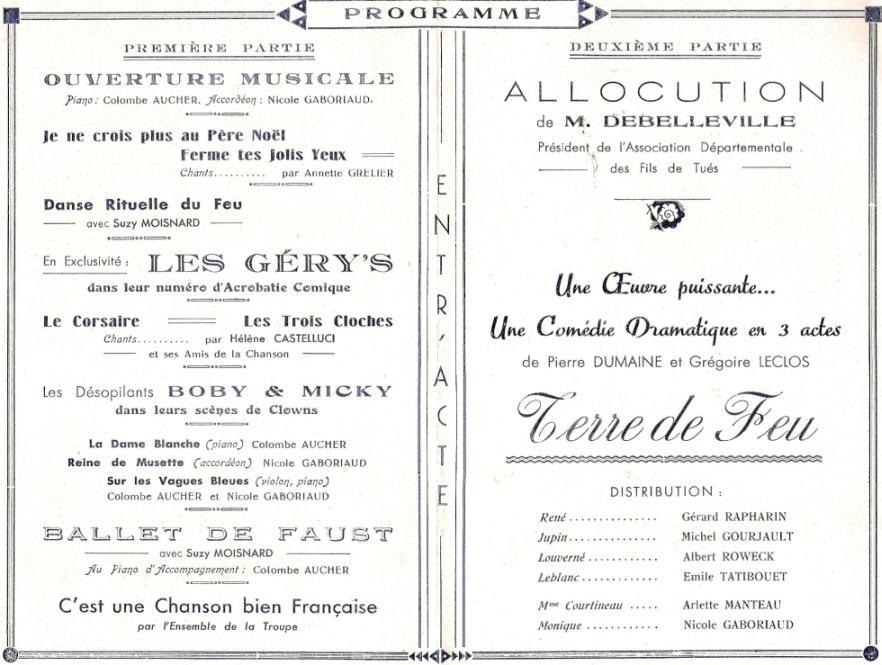 PROGRAMME
PREMIÈRE PARTIE
OUVERTURE MUSICALE
Piano : Colombe AUCHER. Accordéon : Nicole GABORIAUD.
Je ne crois plus au Père Noël
Ferme tes Jolis Yeux
Chants.......... par Annette GRELIER
Danse Rituelle du Feu
avec Suzy MOISNARD
En Exclusivité : LES GÉRY'S
dans leur numéro d'Acrobatie Comique
Le Corsaire Les Trois Cloches
Chants.......... par Hélène CASTELLUCI
et ses Amis de la Chanson
Les Désopilants BOBY & MICKY
dans leurs scènes de Clowns
La Dame Blanche (piano) Colombe AUCHER
Reine de Musette (accordéon) Nicole GABORIAUD
Sur les Vagues Bleues (violon, piano)
Colombe AUCHER et Nicole GABORIAUD
BALLET DE FAUST
avec Suzy MOISNARD
Au Piano d'Accompagnement : Colombe AUCHER
C'est une Chanson bien Française
par l'Ensemble de la Troupe
ENTR'ACTE
DEUXIÈME PARTIE
ALLOCUTION
de M. DEBELLEVILLE
Président de l'Association Départementale
des Fils de Tués
Une Œuvre puissante...
Une Comédie Dramatique en 3 actes
de Pierre DUMAINE et Grégoire LECLOS
Terre de Feu
DISTRIBUTION :
René............... Gérard RAPHARIN
Jupin............... Michel GOURJAULT
Louverné............ Albert ROWECK
Leblanc............. Emile TATIBOUET
Mme Courtineau ..... Arlette MANTEAU
Monique ............ Nicole GABORIAUD